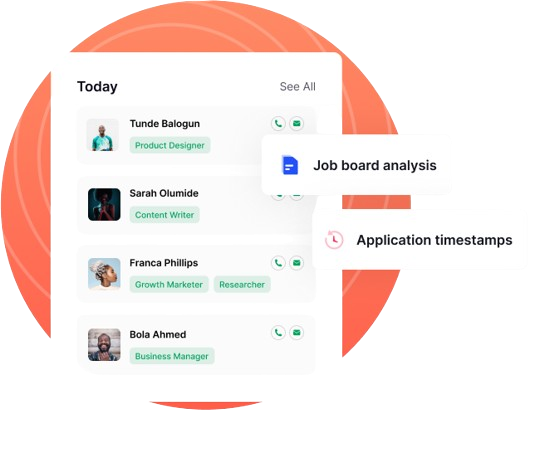 Today
See All
Tunde Balogun
Product Designer
Job board analysis
Sarah Olumide
Content Writer
Application timestamps
Franca Phillips
Growth Marketer
Researcher
Bola Ahmed
Business Manager